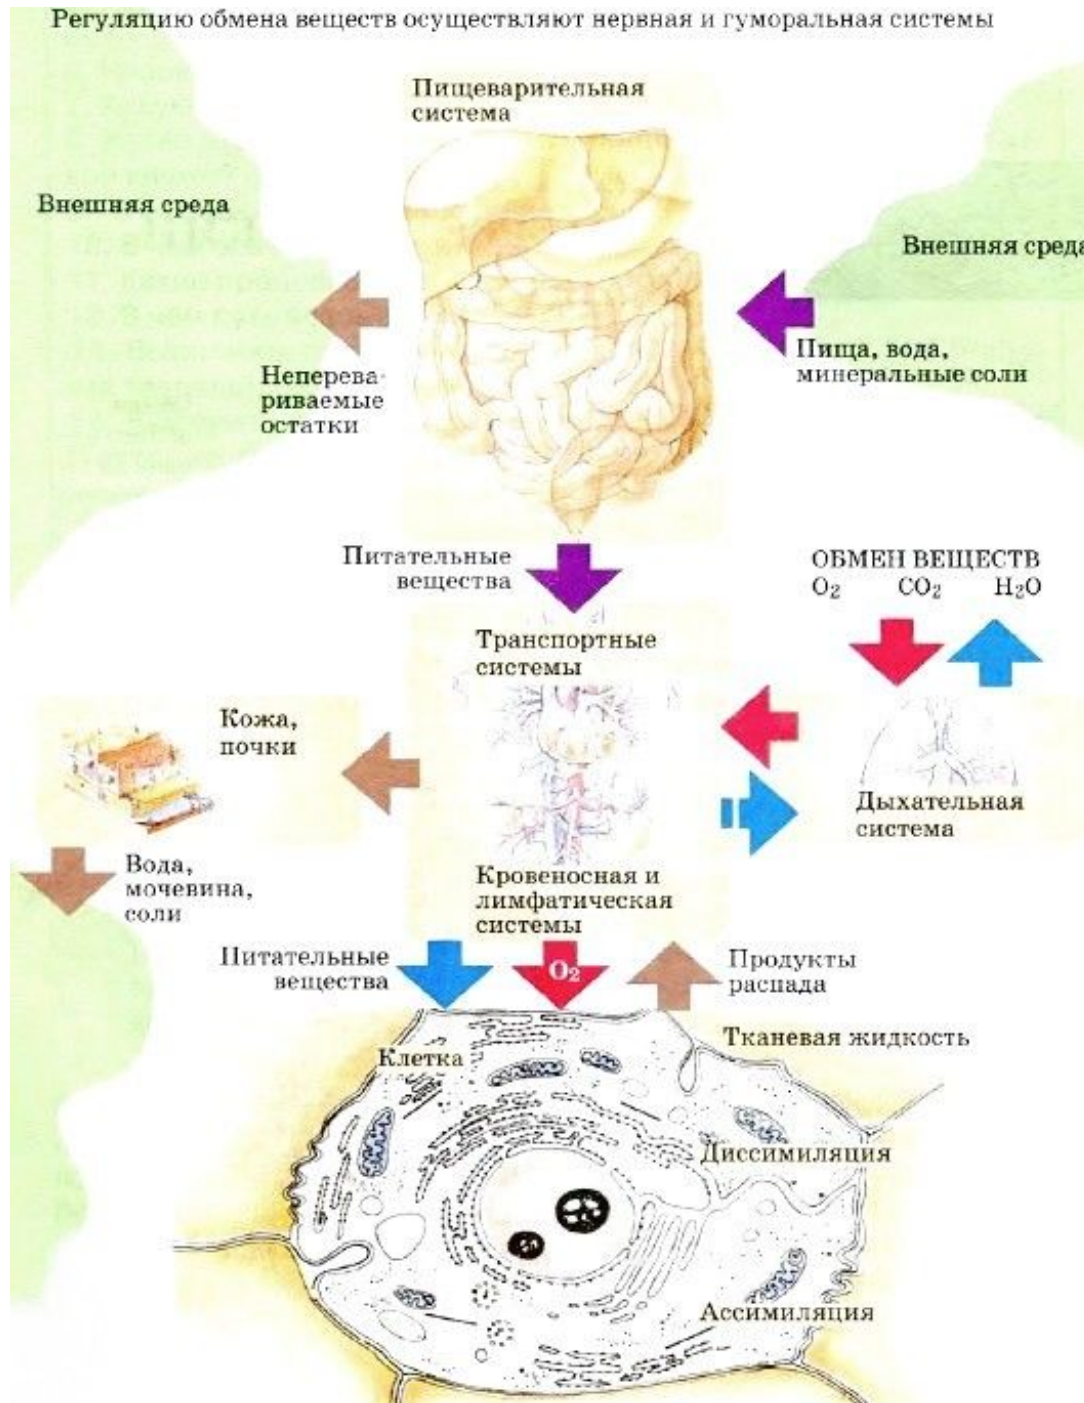 Регуляцию обмена веществ осуществляют нервная и гуморальная системы
Пищеварительная
система
Внешняя среда
Внешняя среда
Пища, вода,
минеральные соли
Неперева-
риваемые
остатки
Питательные
вещества
ОБМЕН ВЕЩЕСТВ
O₂ CO₂ H₂O
Транспортные
системы
Кожа,
почки
Дыхательная
система
Вода,
мочевина,
соли
Кровеносная и
лимфатическая
системы
Питательные
вещества
O₂
Продукты
распада
Тканевая жидкость
Клетка
Диссимиляция
Ассимиляция